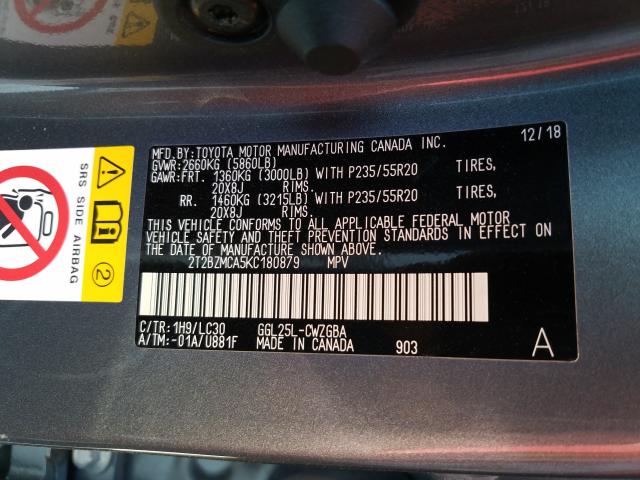 12/18
MFD.BY:TOYOTA MOTOR MANUFACTURING CANADA INC.
GVWR:2660KG (5860LB)
GAWR:FRT. 1360KG (3000LB) WITH P235/55R20 TIRES,
20X8J RIMS.
RR. 1460KG (3215LB) WITH P235/55R20 TIRES,
20X8J RIMS.
THIS VEHICLE CONFORMS TO ALL APPLICABLE FEDERAL MOTOR
VEHICLE SAFETY AND THEFT PREVENTION STANDARDS IN EFFECT ON
THE DATE OF MANUFACTURE SHOWN ABOVE.
2T2BZMCA5KC180879 MPV
C/TR:1H9/LC30 GGL25L-CWZGBA
A/TM:-01A/U881F MADE IN CANADA 903 A
SRS SIDE AIRBAG
2